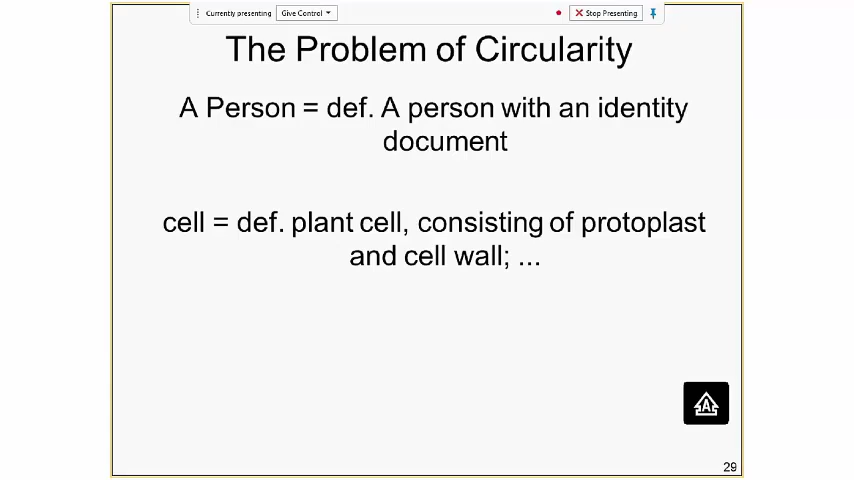 Currently presenting Give Control Stop Presenting
The Problem of Circularity
A Person = def. A person with an identity
document
cell = def. plant cell, consisting of protoplast
and cell wall; ...
A
29